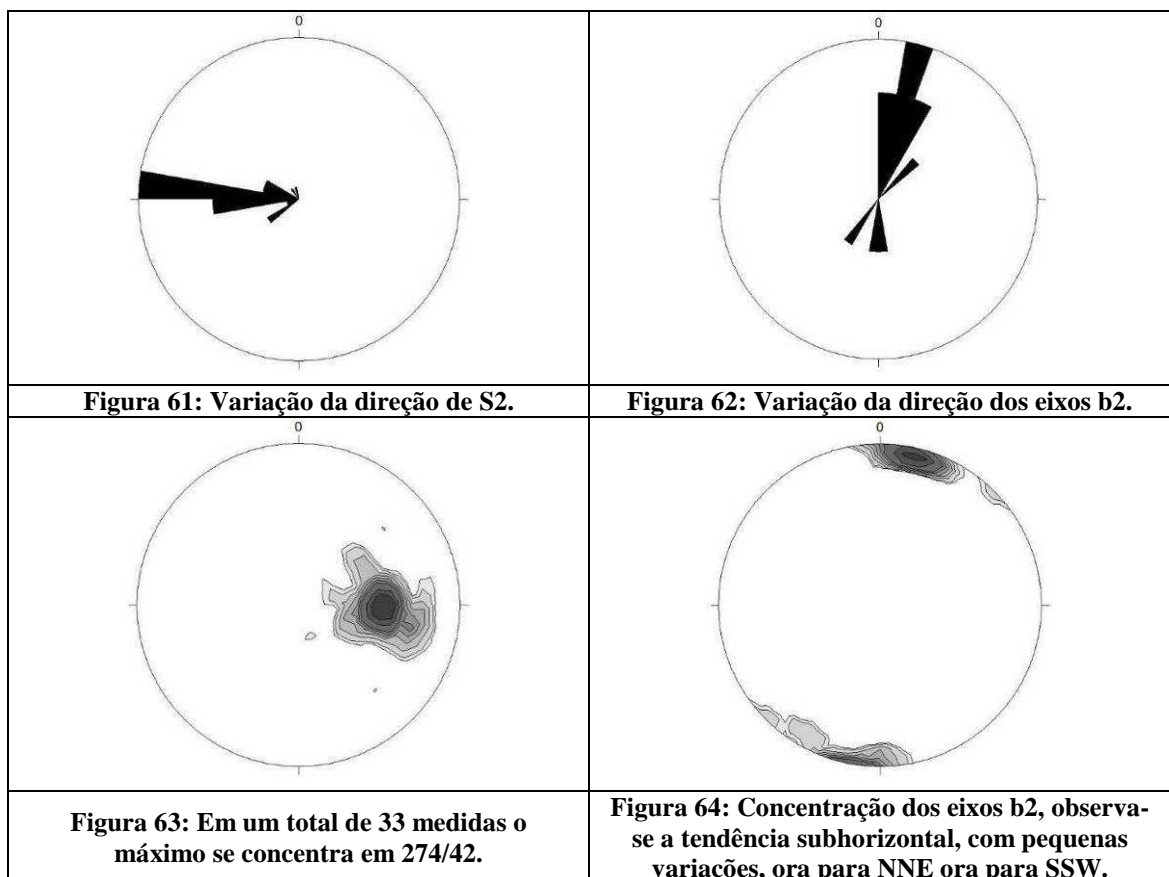 0
0
Figura 61: Variação da direção de S2.
Figura 62: Variação da direção dos eixos b2.
0
0
Figura 63: Em um total de 33 medidas o
máximo se concentra em 274/42.
Figura 64: Concentração dos eixos b2, observa-
se a tendência subhorizontal, com pequenas
variações, ora para NNE ora para SSW.